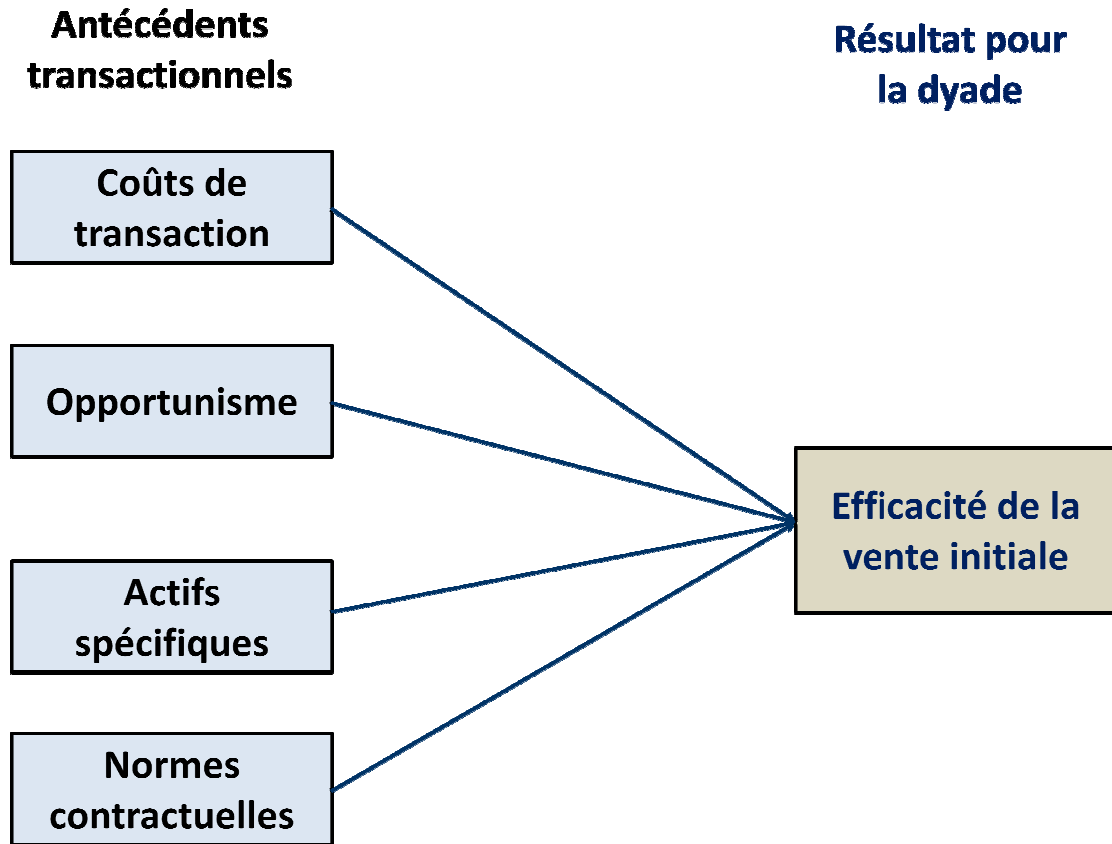 Antécédents
transactionnels
Résultat pour
la dyade
Coûts de
transaction
Opportunisme
Efficacité de la
vente initiale
Actifs
spécifiques
Normes
contractuelles